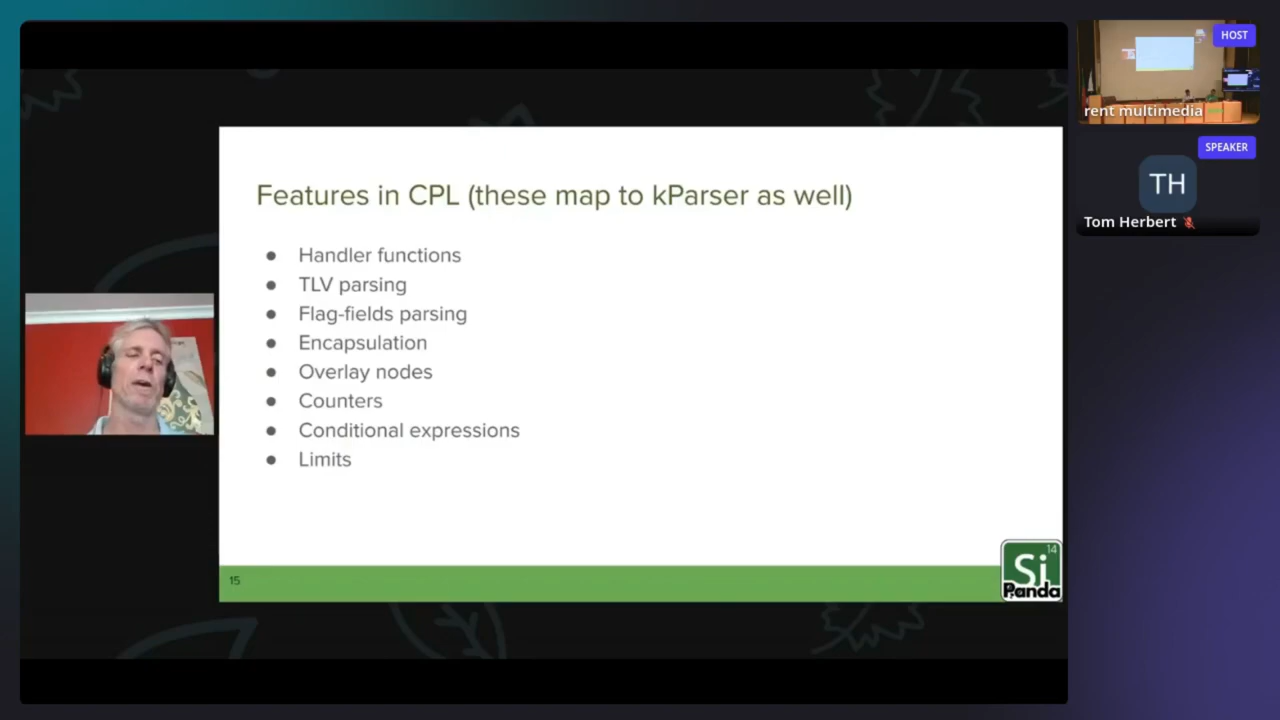 Features in CPL (these map to kParser as well)
● Handler functions
● TLV parsing
● Flag-fields parsing
● Encapsulation
● Overlay nodes
● Counters
● Conditional expressions
● Limits
15
14
Si
Panda
HOST
rent multimedia
SPEAKER
TH
Tom Herbert